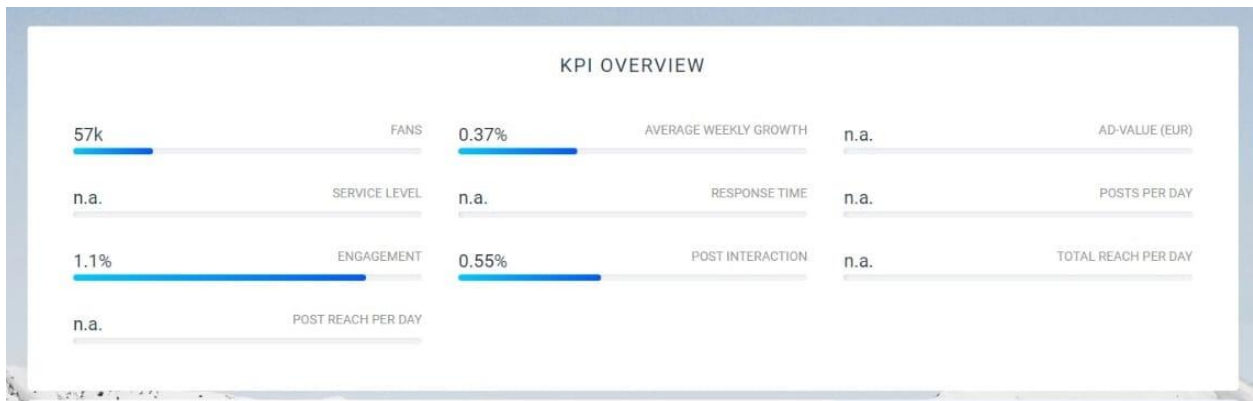 KPI OVERVIEW
57k FANS
0.37% AVERAGE WEEKLY GROWTH
n.a. AD-VALUE (EUR)
n.a. SERVICE LEVEL
n.a. RESPONSE TIME
n.a. POSTS PER DAY
1.1% ENGAGEMENT
0.55% POST INTERACTION
n.a. TOTAL REACH PER DAY
n.a. POST REACH PER DAY